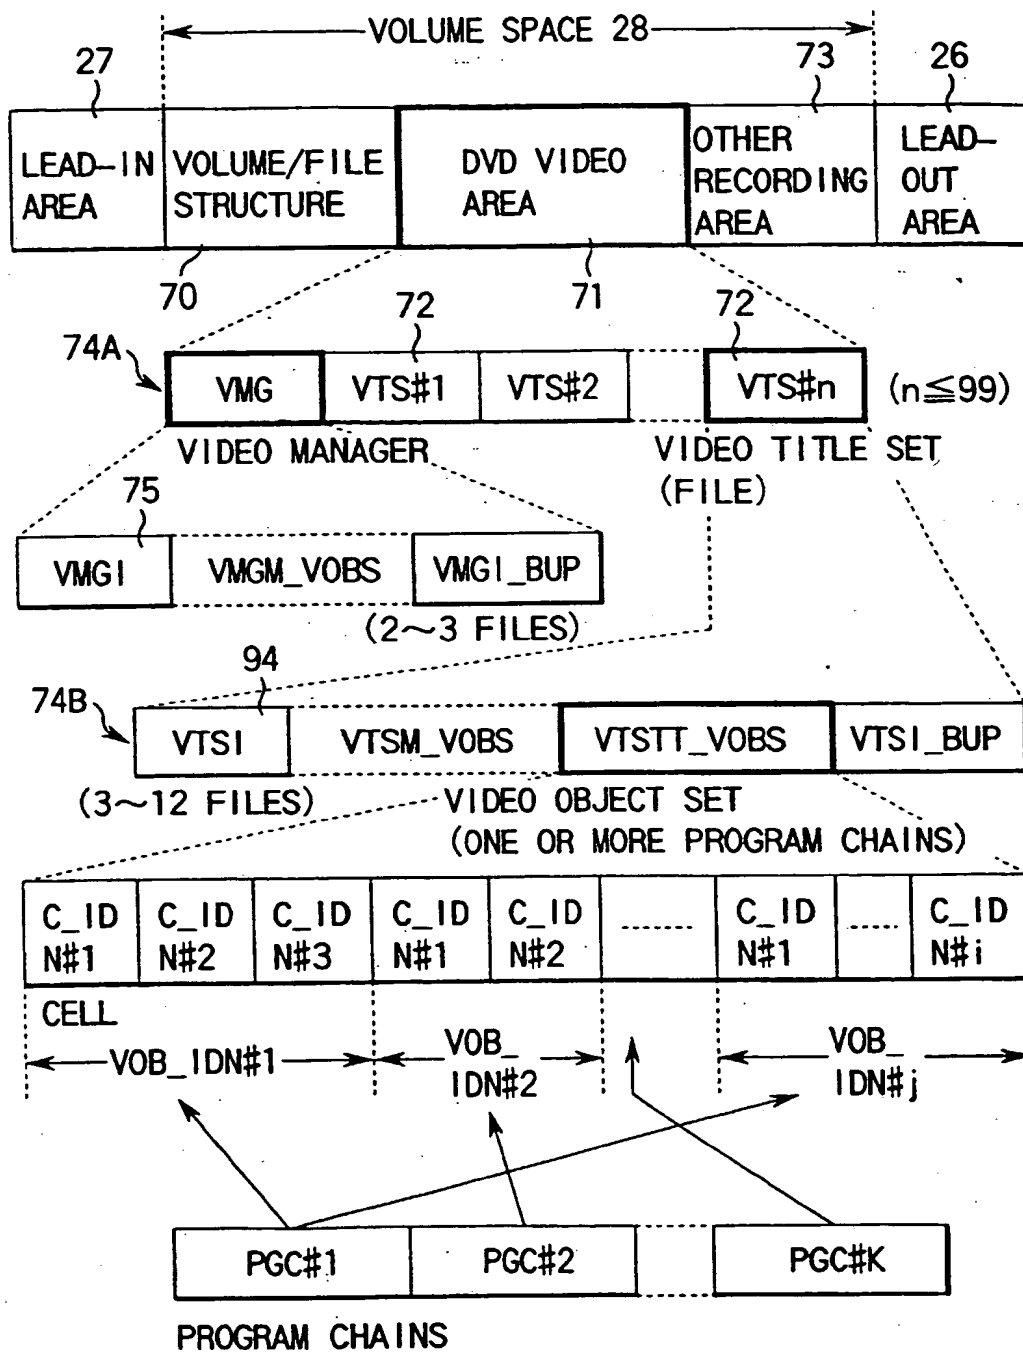 VOLUME SPACE 28
27
73
26
LEAD-IN
AREA
VOLUME/FILE
STRUCTURE
DVD VIDEO
AREA
OTHER
RECORDING
AREA
LEAD-
OUT
AREA
70
71
74A
72
72
VMG
VTS#1
VTS#2
VTS#n
(n≦99)
VIDEO MANAGER
VIDEO TITLE SET
(FILE)
75
VMGI
VMGM_VOBS
VMGI_BUP
(2~3 FILES)
94
74B
VTSI
VTSM_VOBS
VTSTT_VOBS
VTSI_BUP
(3~12 FILES)
VIDEO OBJECT SET
(ONE OR MORE PROGRAM CHAINS)
C_ID
N#1
C_ID
N#2
C_ID
N#3
C_ID
N#1
C_ID
N#2
C_ID
N#1
C_ID
N#i
CELL
VOB_IDN#1
VOB_
IDN#2
VOB_
IDN#j
PGC#1
PGC#2
PGC#K
PROGRAM CHAINS